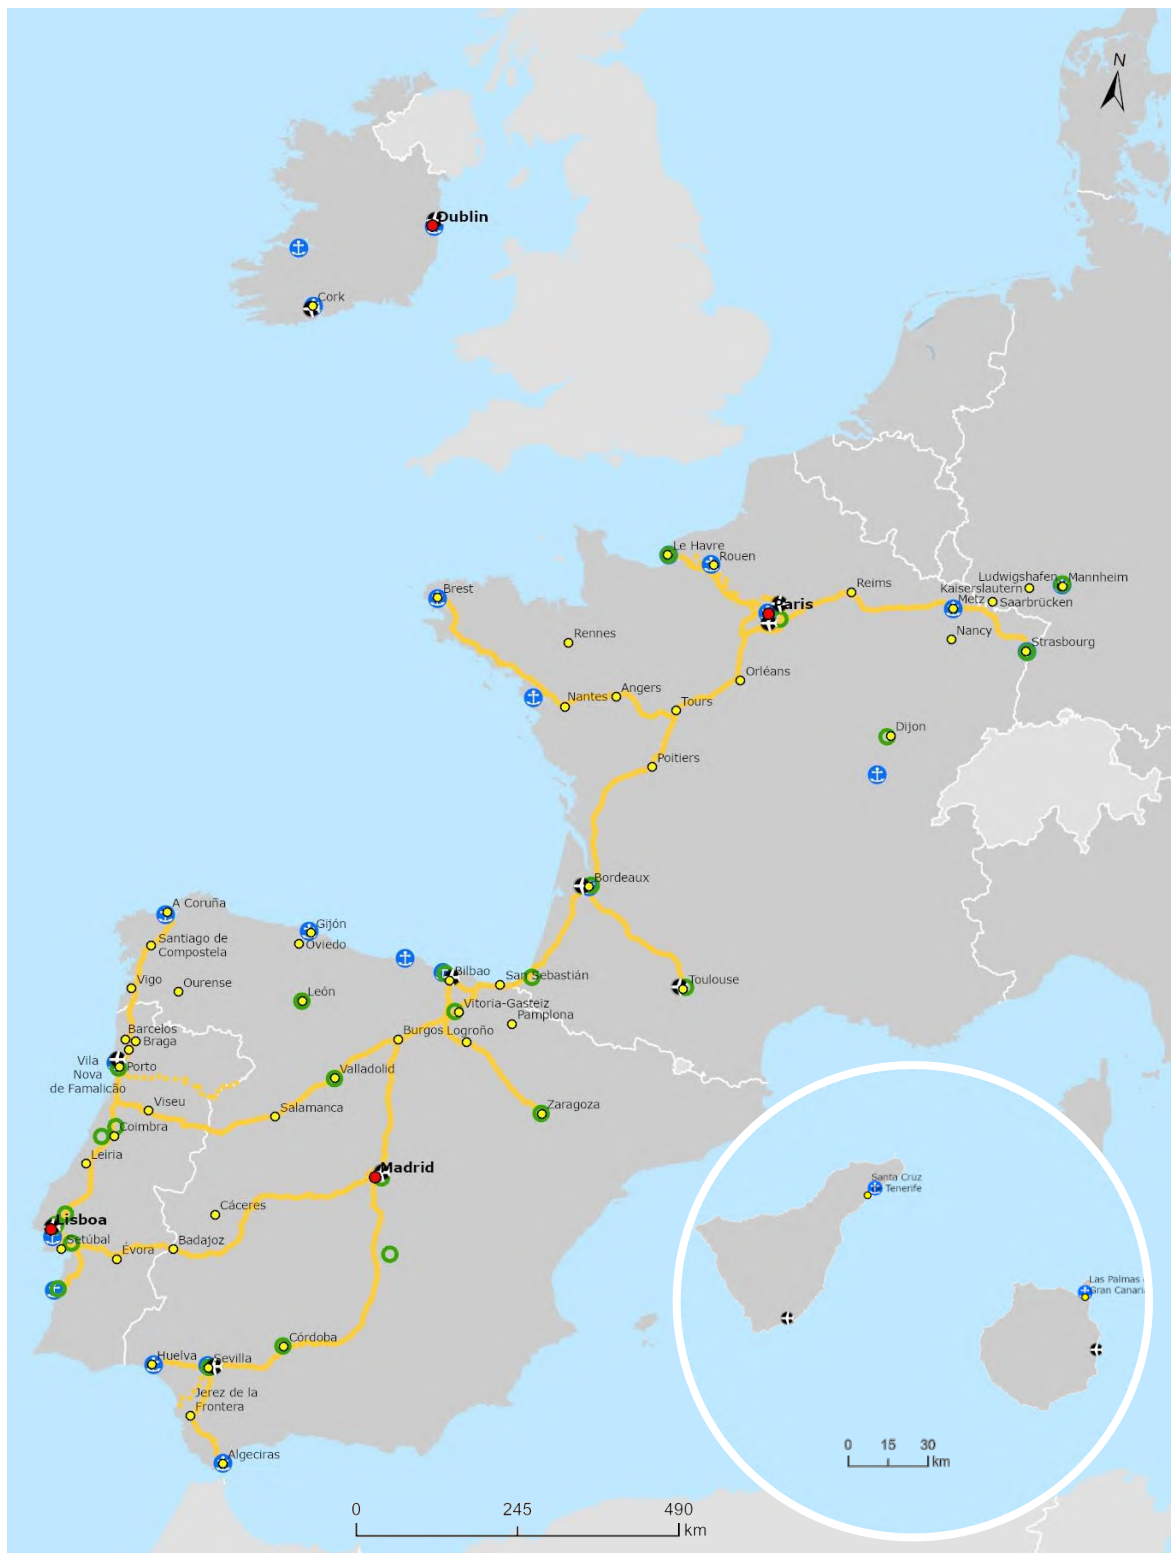 N
Dublin
Cork
Le Havre
Rouen
Brest
Paris
Reims
Ludwigshafen
Mannheim
Kaiserslautern
Metz
Saarbrücken
Nancy
Strasbourg
Rennes
Orléans
Nantes
Angers
Tours
Dijon
Poitiers
Bordeaux
Toulouse
A Coruña
Gijón
Santiago de
Compostela
Oviedo
Bilbao
San Sebastián
Vigo
Ourense
León
Vitoria-Gasteiz
Pamplona
Barcelos
Braga
Burgos
Logroño
Vila
Nova
de Famalicão
Porto
Valladolid
Viseu
Salamanca
Zaragoza
Coimbra
Leiria
Madrid
Cáceres
Lisboa
Setúbal
Évora
Badajoz
Santa Cruz
Tenerife
Las Palmas
Gran Canari
Córdoba
Huelva
Sevilla
Jerez de la
Frontera
Algeciras
0 15 30
km
0 245 490
km